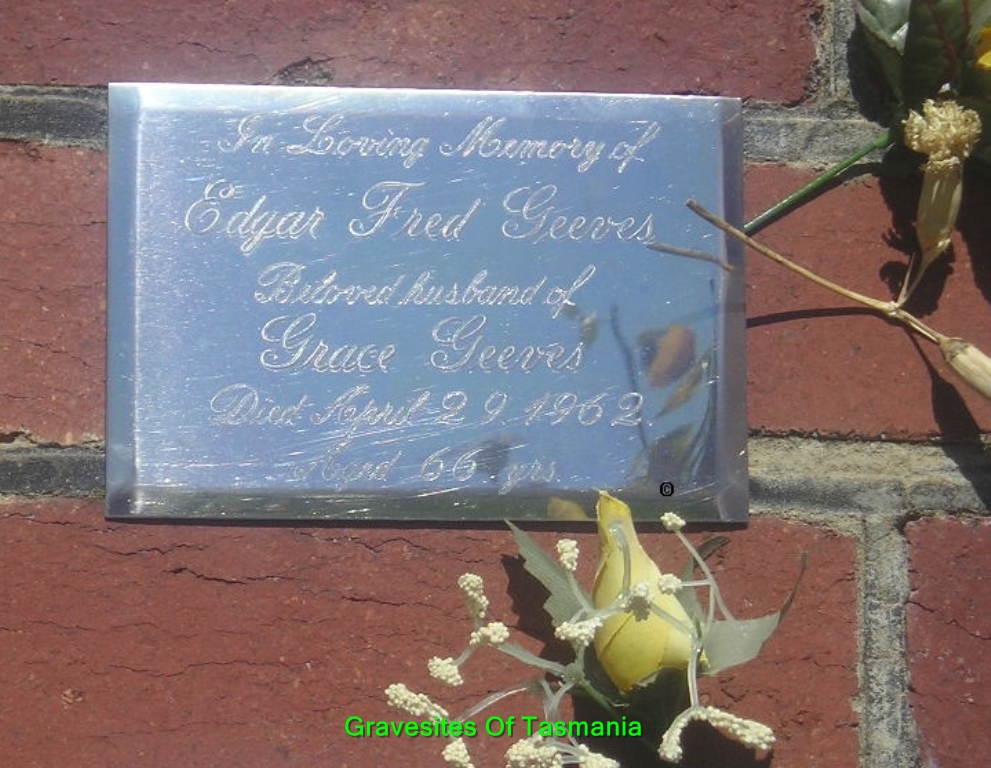 In Loving Memory of
Edgar Fred Geeves
Beloved husband of
Grace Geeves
Died April 29.1962.
Aged 66 yrs
©
Gravesites Of Tasmania